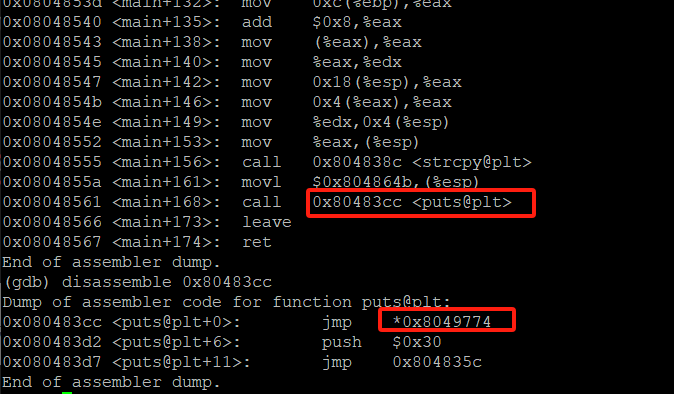 0x0804853d <main+132>: mov 0xc(%ebp),%eax
0x08048540 <main+135>: add $0x8,%eax
0x08048543 <main+138>: mov (%eax),%eax
0x08048545 <main+140>: mov %eax,%edx
0x08048547 <main+142>: mov 0x18(%esp),%eax
0x0804854b <main+146>: mov 0x4(%eax),%eax
0x0804854e <main+149>: mov %edx,0x4(%esp)
0x08048552 <main+153>: mov %eax,(%esp)
0x08048555 <main+156>: call 0x804838c <strcpy@plt>
0x0804855a <main+161>: movl $0x804864b,(%esp)
0x08048561 <main+168>: call 0x80483cc <puts@plt>
0x08048566 <main+173>: leave
0x08048567 <main+174>: ret
End of assembler dump.
(gdb) disassemble 0x80483cc
Dump of assembler code for function puts@plt:
0x080483cc <puts@plt+0>: jmp *0x8049774
0x080483d2 <puts@plt+6>: push $0x30
0x080483d7 <puts@plt+11>: jmp 0x804835c
End of assembler dump.